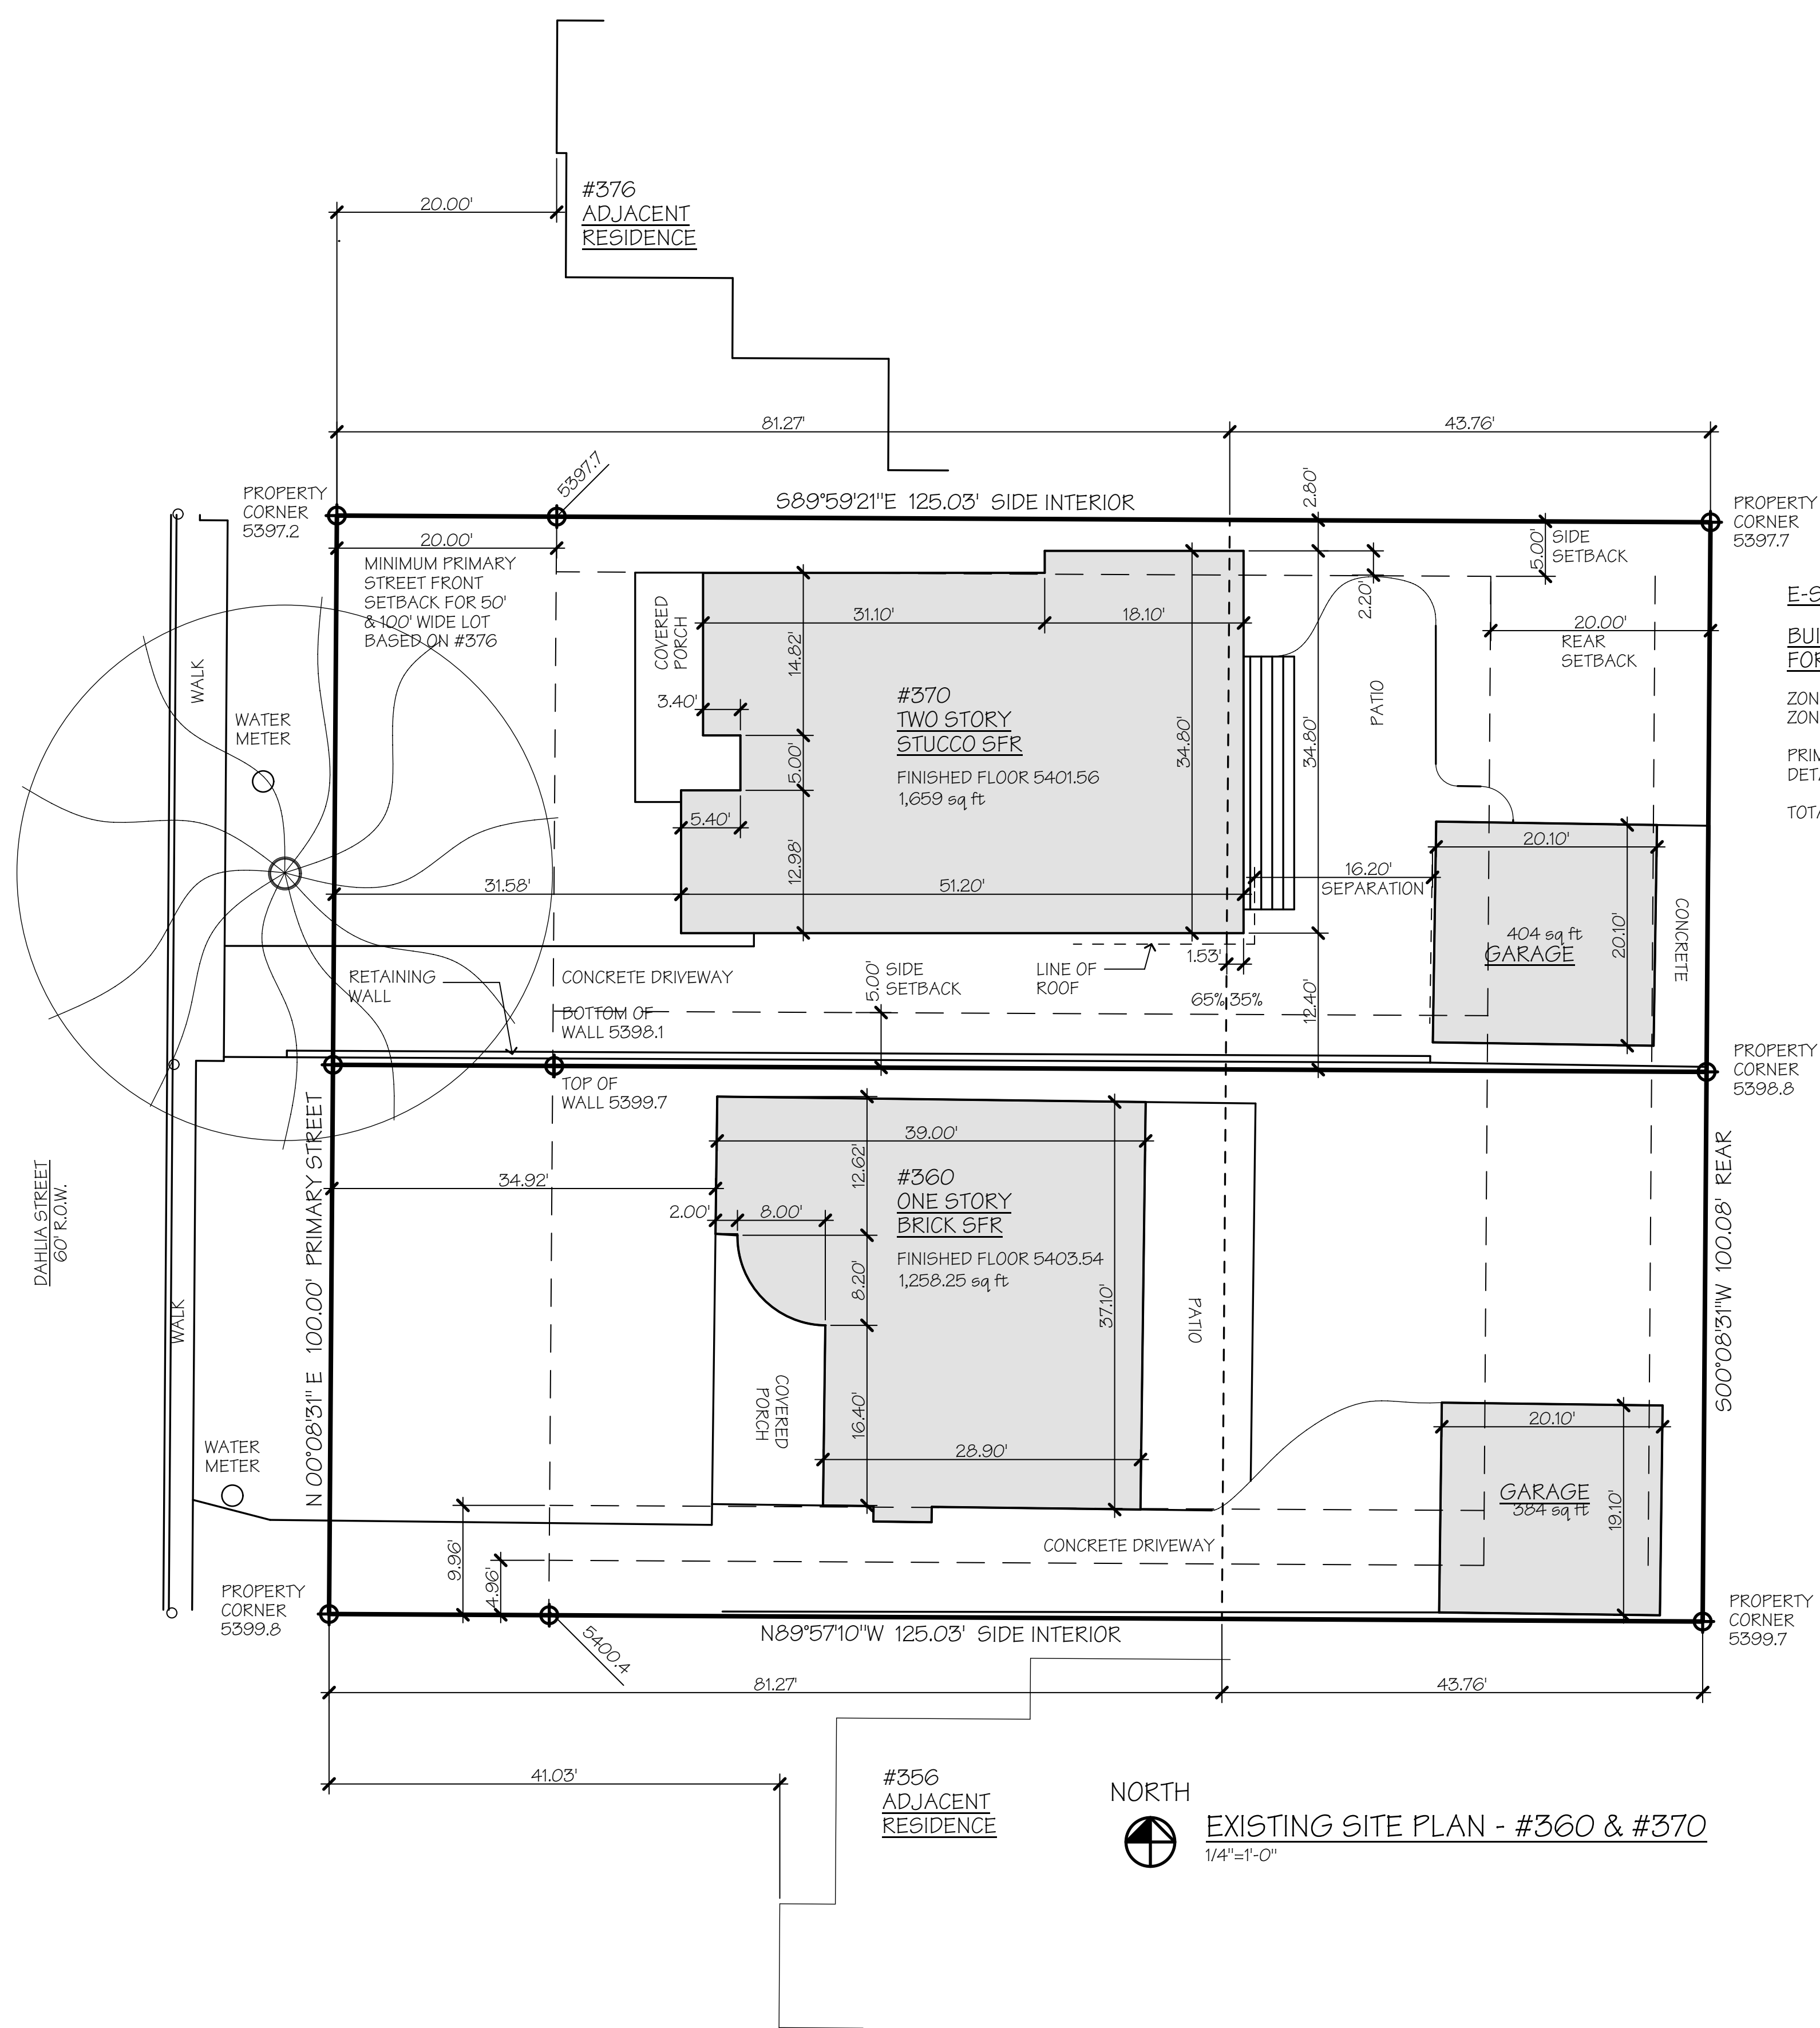 #376
ADJACENT
RESIDENCE
20.00'
81.27'
43.76'
5397.7
2.80'
PROPERTY
CORNER
5397.2
S89°59'21"E 125.03' SIDE INTERIOR
PROPERTY
CORNER
5397.7
20.00'
MINIMUM PRIMARY
STREET FRONT
SETBACK FOR 50'
& 100' WIDE LOT
BASED ON #376
5.00'
SIDE
SETBACK
2.20'
20.00'
REAR
SETBACK
COVERED
PORCH
31.10'
18.10'
14.82'
3.40'
5.00'
5.40'
12.98'
#370
TWO STORY
STUCCO SFR
FINISHED FLOOR 5401.56
1,659 sq ft
34.80'
34.80'
PATIO
WALK
WATER
METER
31.58'
51.20'
16.20'
SEPARATION
20.10'
404 sq ft
GARAGE
20.10'
CONCRETE
RETAINING
WALL
CONCRETE DRIVEWAY
BOTTOM OF
WALL 5398.1
5.00'
SIDE
SETBACK
LINE OF
ROOF
1.53'
65% 35%
12.40'
TOP OF
WALL 5399.7
PROPERTY
CORNER
5398.8
DAHLIA STREET
60' R.O.W.
WALK
N 00°08'31" E 100.00' PRIMARY STREET
S00°08'31"W 100.08' REAR
34.92'
39.00'
12.62'
2.00'
8.00'
8.20'
16.40'
#360
ONE STORY
BRICK SFR
FINISHED FLOOR 5403.54
1,258.25 sq ft
37.10'
PATIO
COVERED
PORCH
28.90'
20.10'
GARAGE
384 sq ft
19.10'
WATER
METER
9.96'
4.96'
CONCRETE DRIVEWAY
PROPERTY
CORNER
5399.8
5400.4
N89°57'10"W 125.03' SIDE INTERIOR
PROPERTY
CORNER
5399.7
81.27'
43.76'
41.03'
#356
ADJACENT
RESIDENCE
NORTH
EXISTING SITE PLAN - #360 & #370
1/4"=1'-0"
E-S
BUI
FOR
ZON
ZON
PRIM
DETA
TOTA